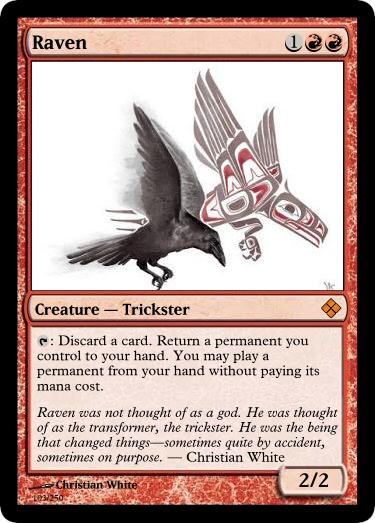 Raven 1
Creature — Trickster
: Discard a card. Return a permanent you
control to your hand. You may play a
permanent from your hand without paying its
mana cost.
Raven was not thought of as a god. He was thought
of as the transformer, the trickster. He was the being
that changed things—sometimes quite by accident,
sometimes on purpose. — Christian White
2/2
Christian White
103/250